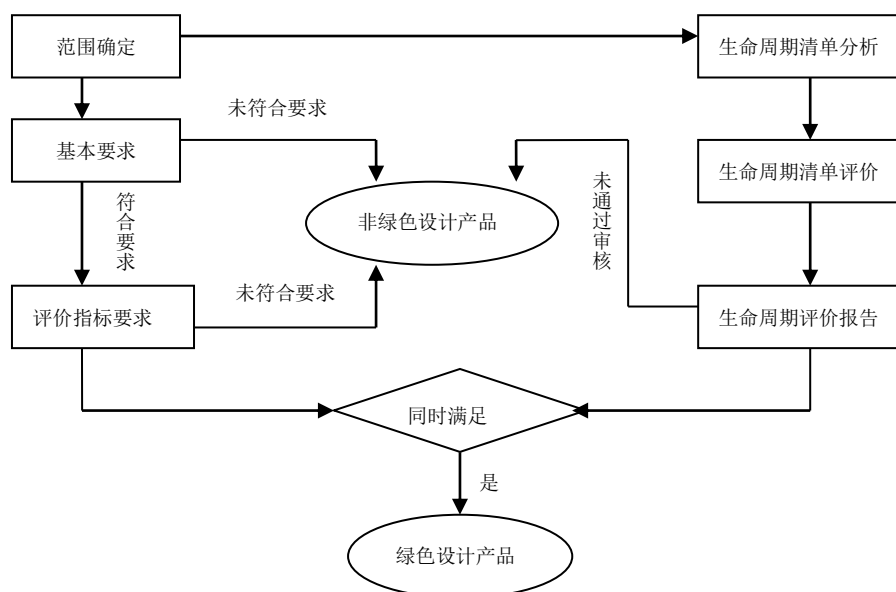 范围确定
生命周期清单分析
未符合要求
基本要求
生命周期清单评价
符合要求
非绿色设计产品
未通过审核
未符合要求
评价指标要求
生命周期评价报告
同时满足
是
绿色设计产品